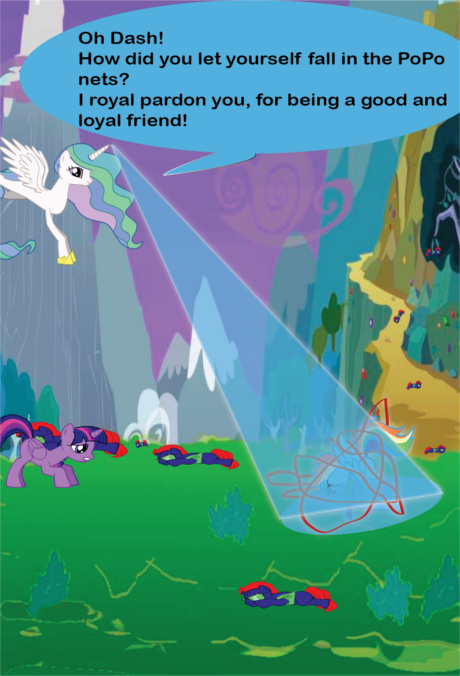 Oh Dash!
How did you let yourself fall in the PoPo
nets?
I royal pardon you, for being a good and
loyal friend!